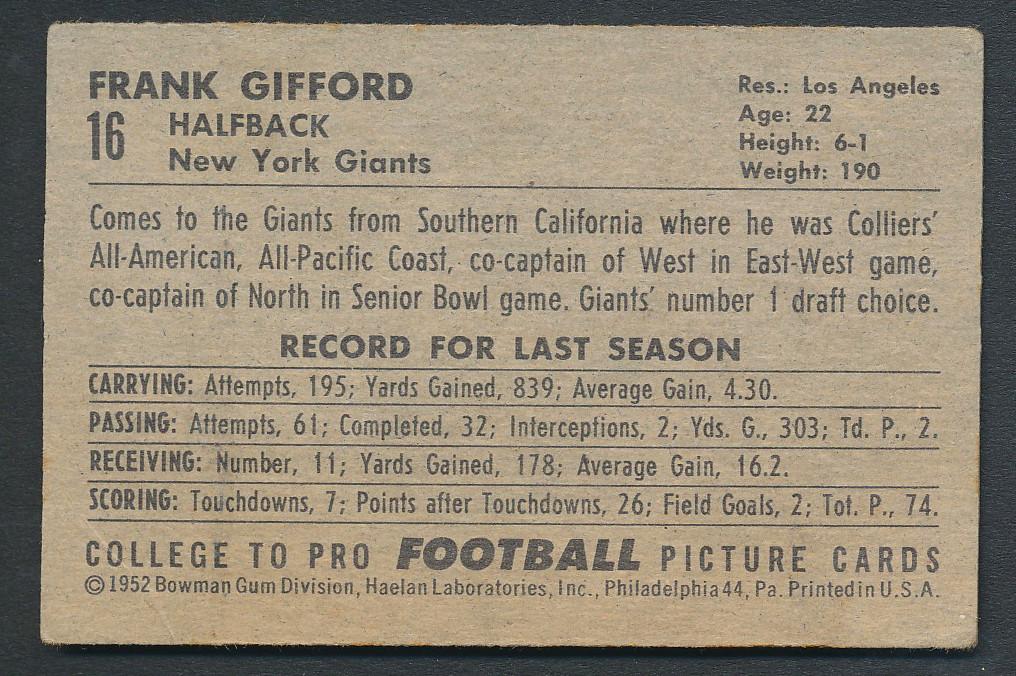 FRANK GIFFORD
16 HALFBACK
New York Giants
Res.: Los Angeles
Age: 22
Height: 6-1
Weight: 190
Comes to the Giants from Southern California where he was Colliers'
All-American, All-Pacific Coast, co-captain of West in East-West game,
co-captain of North in Senior Bowl game. Giants' number 1 draft choice.
RECORD FOR LAST SEASON
CARRYING: Attempts, 195; Yards Gained, 839; Average Gain, 4.30.
PASSING: Attempts, 61; Completed, 32; Interceptions, 2; Yds. G., 303; Td. P., 2.
RECEIVING: Number, 11; Yards Gained, 178; Average Gain, 16.2.
SCORING: Touchdowns, 7; Points after Touchdowns, 26; Field Goals, 2; Tot. P., 74.
COLLEGE TO PRO FOOTBALL PICTURE CARDS
© 1952 Bowman Gum Division, Haelan Laboratories, Inc., Philadelphia 44, Pa. Printed in U.S.A.